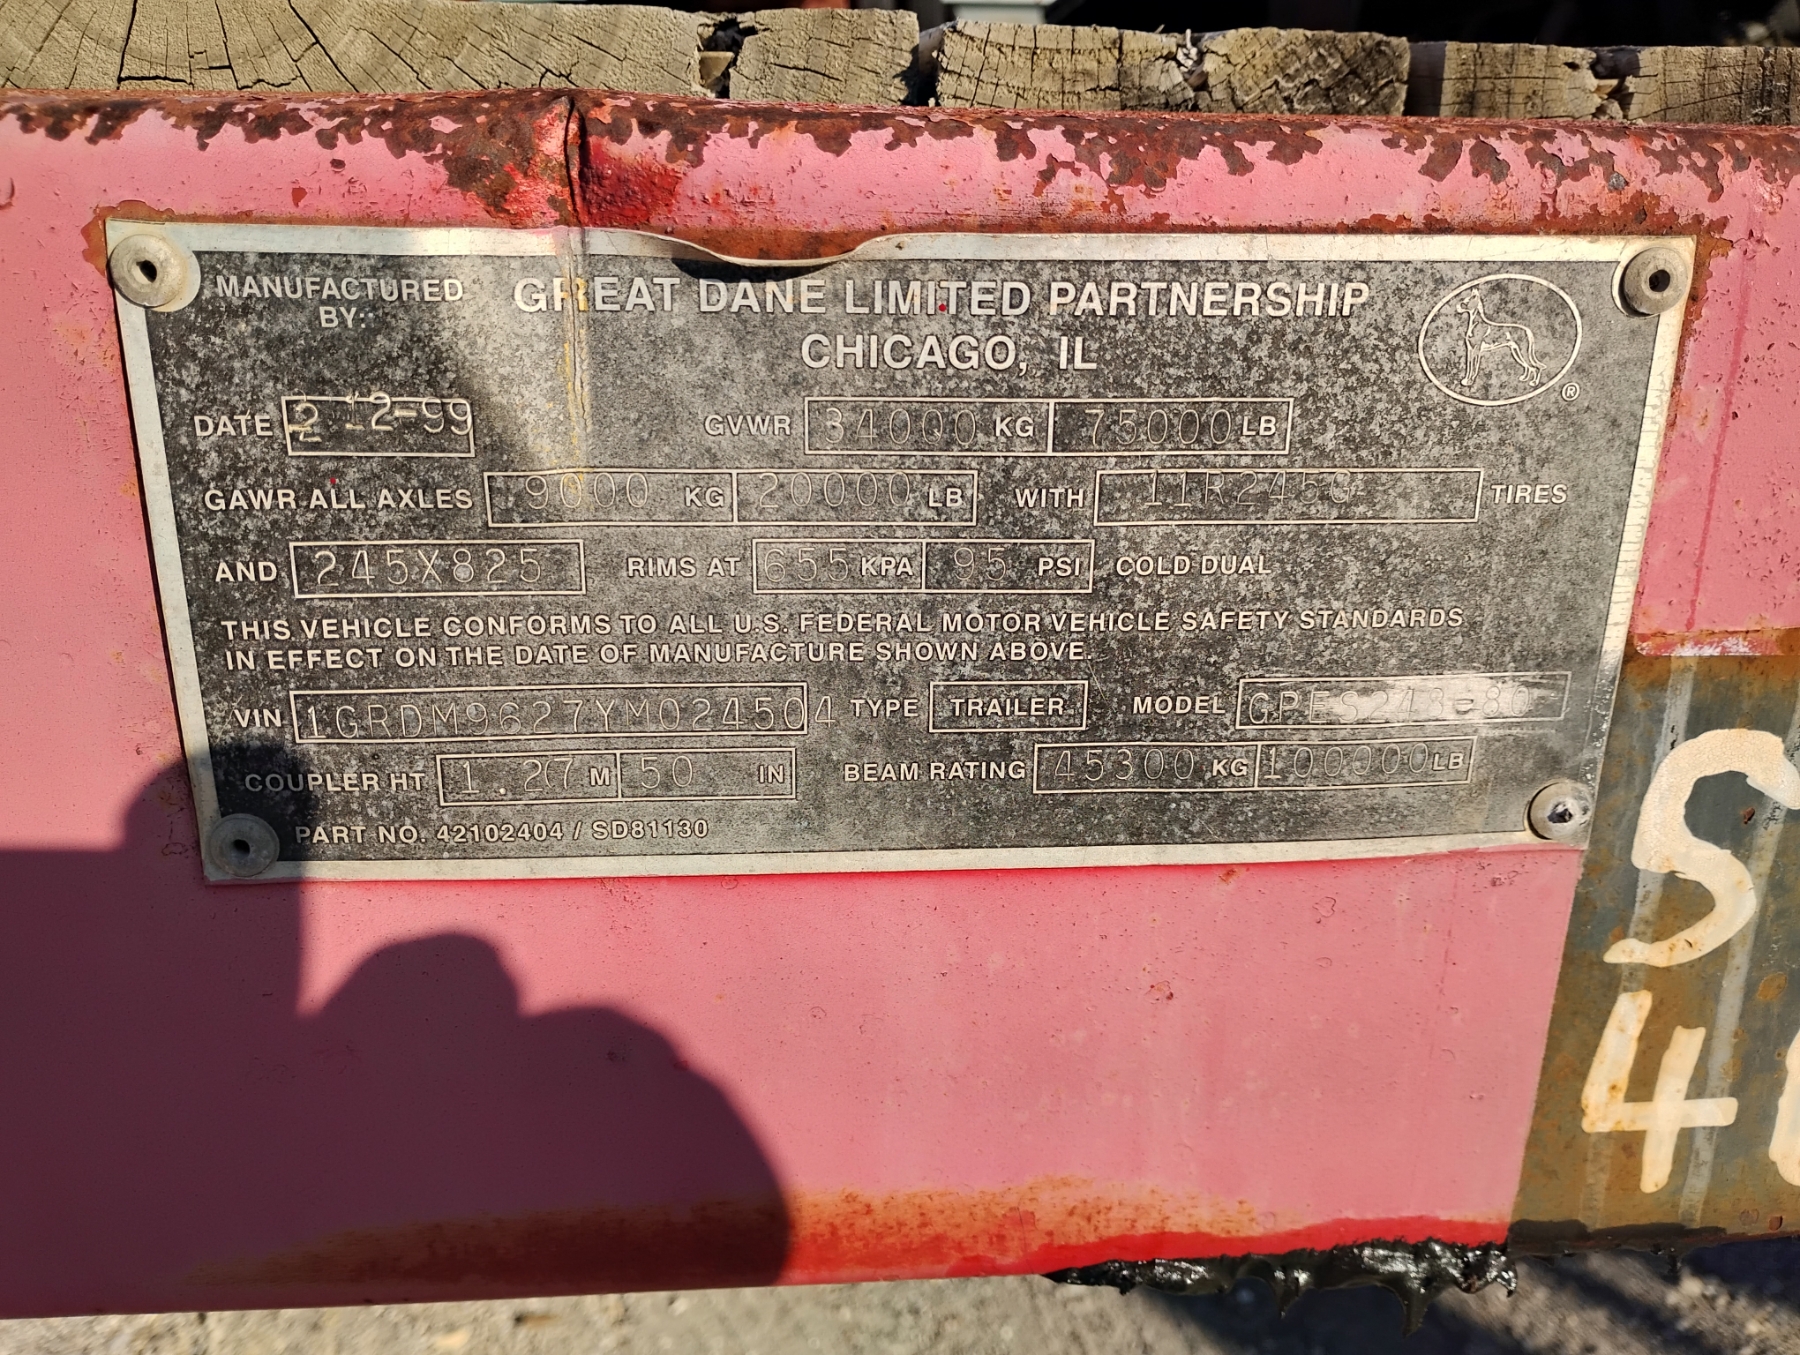 MANUFACTURED BY: GREAT DANE LIMITED PARTNERSHIP
CHICAGO, IL
®
DATE 2 12-99 GVWR 34000 KG 75000 LB
GAWR ALL AXLES 9000 KG 20000 LB WITH 11R245G TIRES
AND 245X825 RIMS AT 655 KPA 95 PSI COLD DUAL
THIS VEHICLE CONFORMS TO ALL U.S. FEDERAL MOTOR VEHICLE SAFETY STANDARDS
IN EFFECT ON THE DATE OF MANUFACTURE SHOWN ABOVE.
VIN 1GRDM9627YM024504 TYPE TRAILER MODEL GPES248-80
COUPLER HT 1.27 M 50 IN BEAM RATING 45300 KG 100000 LB
PART NO. 42102404 / SD81130
S
4